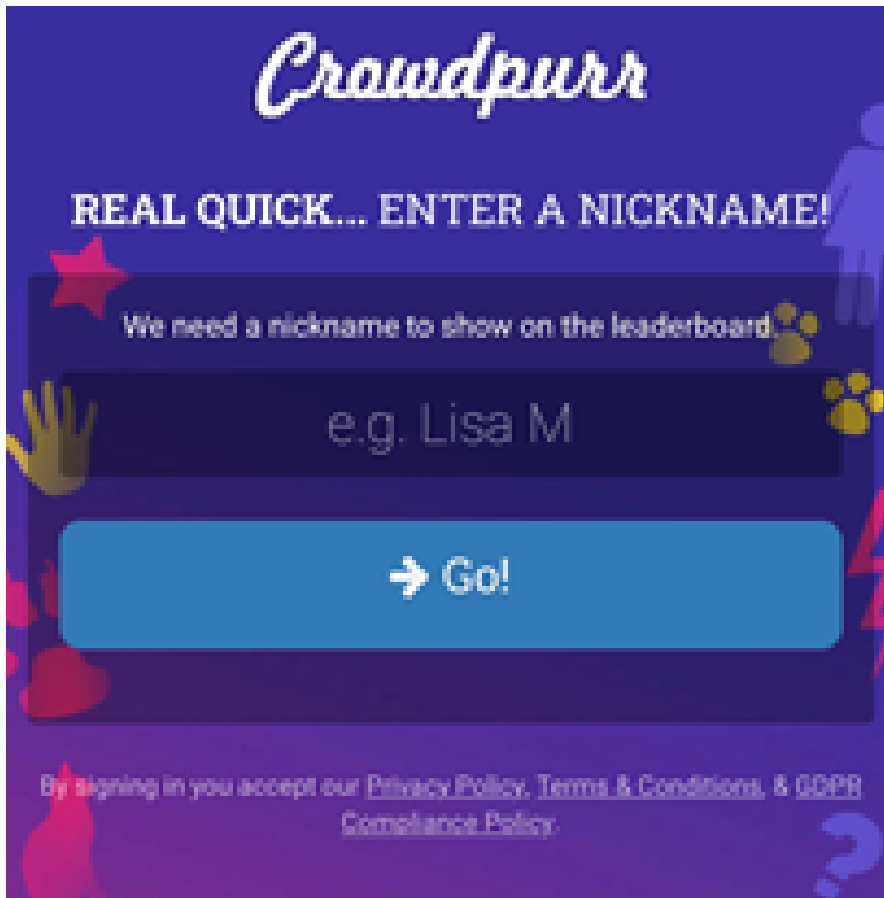 Crowdpurr
REAL QUICK... ENTER A NICKNAME!
We need a nickname to show on the leaderboard.
e.g. Lisa M
→ Go!
By signing in you accept our Privacy Policy, Terms & Conditions, & GDPR
Compliance Policy.
?